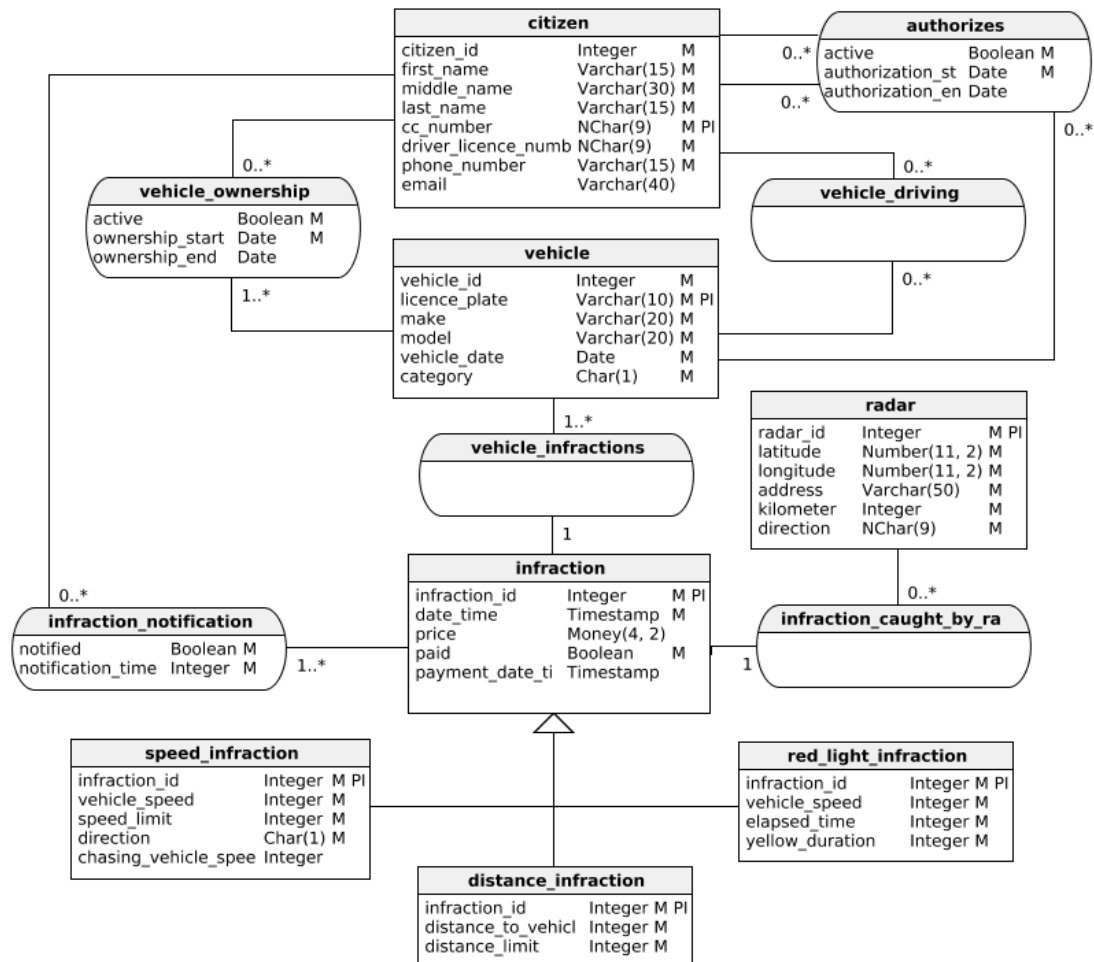 citizen
citizen_id Integer M
first_name Varchar(15) M
middle_name Varchar(30) M
last_name Varchar(15) M
cc_number NChar(9) M PI
driver_licence_numb NChar(9) M
phone_number Varchar(15) M
email Varchar(40)
authorizes
active Boolean M
authorization_st Date M
authorization_en Date
0..*
0..*
0..*
0..*
vehicle_ownership
active Boolean M
ownership_start Date M
ownership_end Date
1..*
0..*
vehicle_driving
0..*
vehicle
vehicle_id Integer M
licence_plate Varchar(10) M PI
make Varchar(20) M
model Varchar(20) M
vehicle_date Date M
category Char(1) M
1..*
vehicle_infractions
1
radar
radar_id Integer M PI
latitude Number(11, 2) M
longitude Number(11, 2) M
address Varchar(50) M
kilometer Integer M
direction NChar(9) M
0..*
infraction_caught_by_ra
1
infraction
infraction_id Integer M PI
date_time Timestamp M
price Money(4, 2)
paid Boolean M
payment_date_ti Timestamp
0..*
infraction_notification
notified Boolean M
notification_time Integer M
1..*
speed_infraction
infraction_id Integer M PI
vehicle_speed Integer M
speed_limit Integer M
direction Char(1) M
chasing_vehicle_spee Integer
red_light_infraction
infraction_id Integer M PI
vehicle_speed Integer M
elapsed_time Integer M
yellow_duration Integer M
distance_infraction
infraction_id Integer M PI
distance_to_vehicl Integer M
distance_limit Integer M